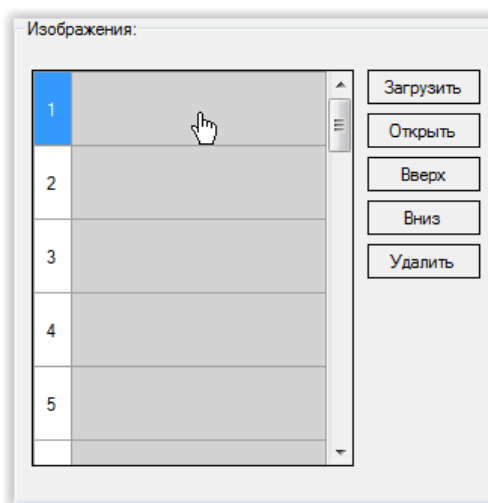 Изображения:
1
2
3
4
5
Загрузить
Открыть
Вверх
Вниз
Удалить